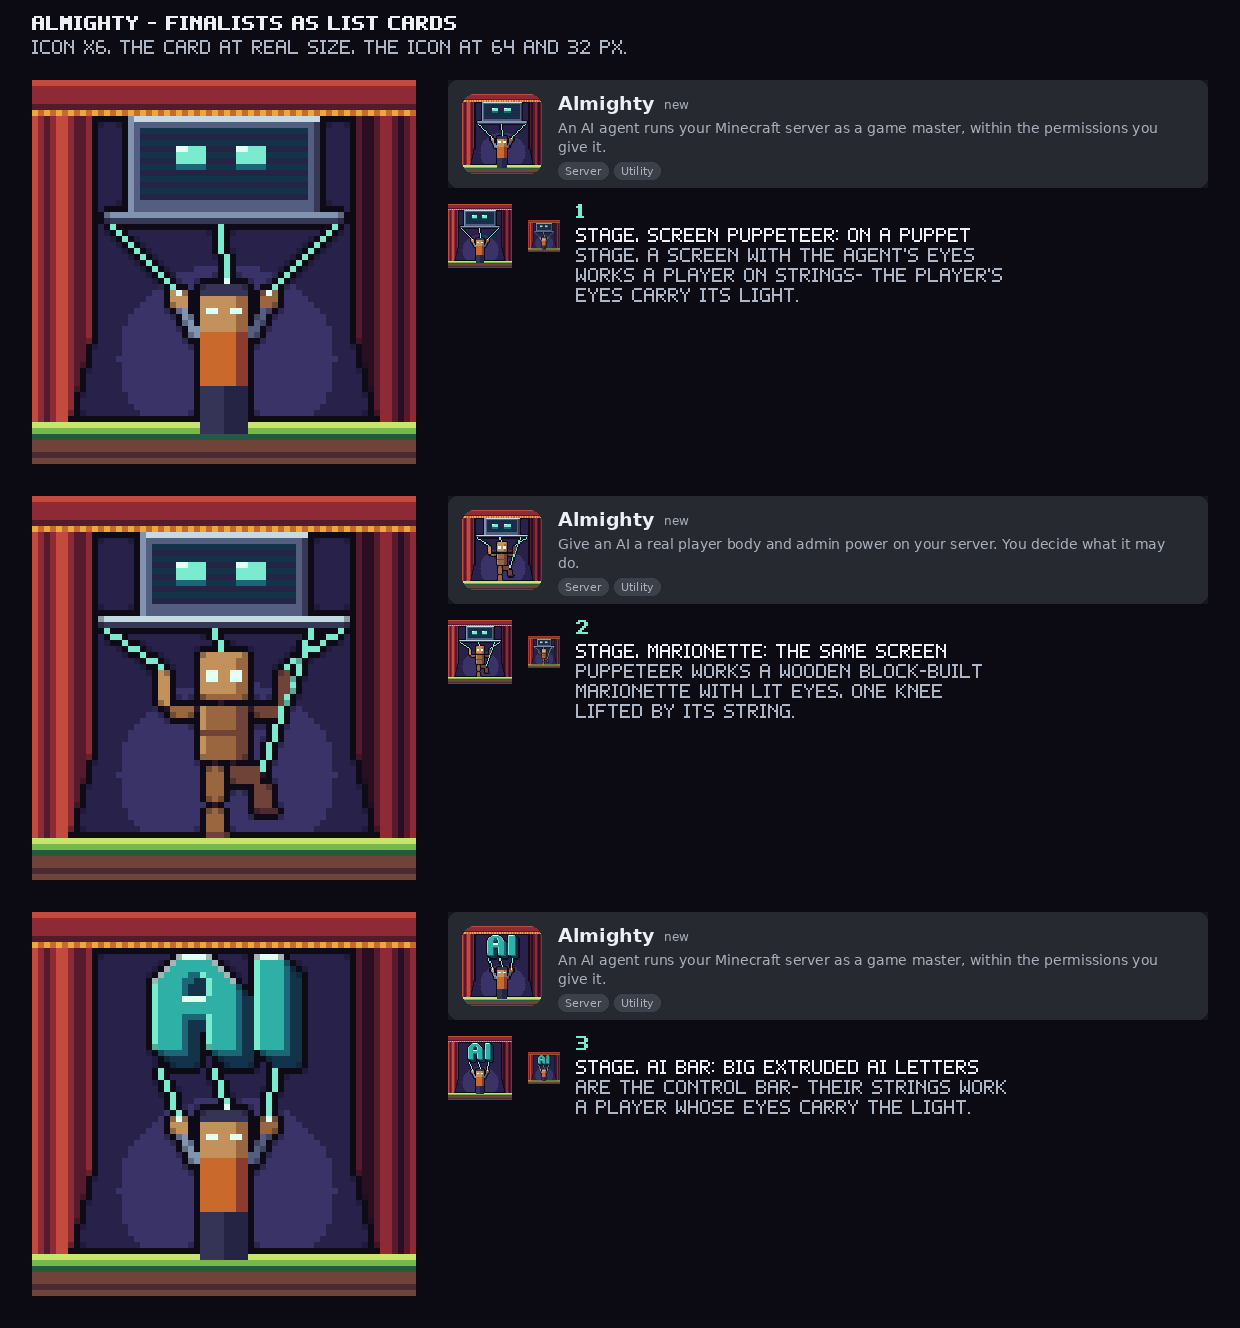 ALMIGHTY - FINALISTS AS LIST CARDS
ICON X6. THE CARD AT REAL SIZE. THE ICON AT 64 AND 32 PX.
Almighty new
An AI agent runs your Minecraft server as a game master, within the permissions you
give it.
Server Utility
1
STAGE. SCREEN PUPPETEER: ON A PUPPET
STAGE. A SCREEN WITH THE AGENT'S EYES
WORKS A PLAYER ON STRINGS- THE PLAYER'S
EYES CARRY ITS LIGHT.
Almighty new
Give an AI a real player body and admin power on your server. You decide what it may
do.
Server Utility
2
STAGE. MARIONETTE: THE SAME SCREEN
PUPPETEER WORKS A WOODEN BLOCK-BUILT
MARIONETTE WITH LIT EYES. ONE KNEE
LIFTED BY ITS STRING.
AI
Almighty new
An AI agent runs your Minecraft server as a game master, within the permissions you
give it.
Server Utility
3
STAGE. AI BAR: BIG EXTRUDED AI LETTERS
ARE THE CONTROL BAR- THEIR STRINGS WORK
A PLAYER WHOSE EYES CARRY THE LIGHT.